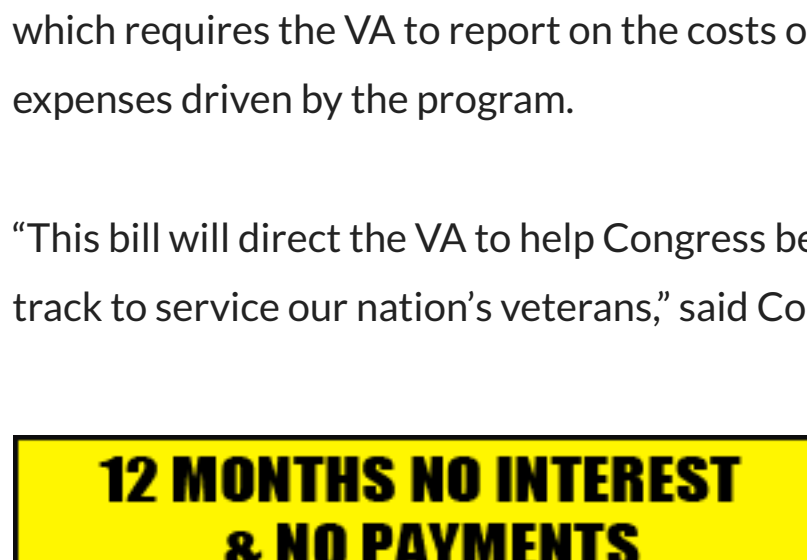 which requires the VA to report on the costs o
expenses driven by the program.
“This bill will direct the VA to help Congress be
track to service our nation’s veterans,” said Co
12 MONTHS NO INTEREST
& NO PAYMENTS